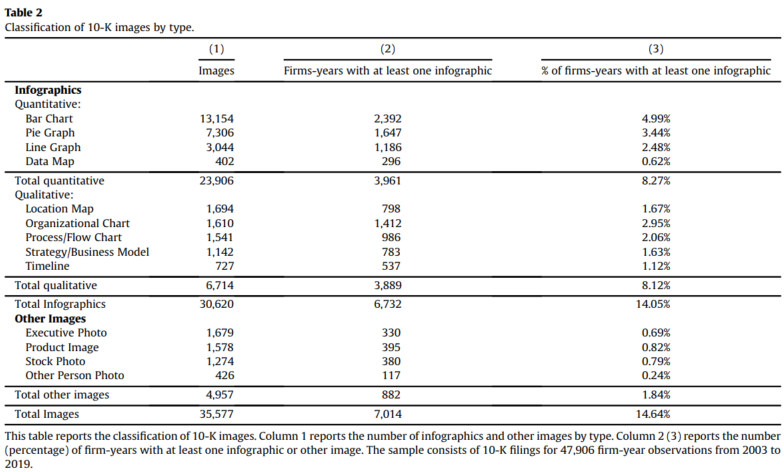 Table 2
Classification of 10-K images by type.
(1) (2) (3)
Images Firms-years with at least one infographic % of firms-years with at least one infographic
Infographics
Quantitative:
Bar Chart 13,154 2,392 4.99%
Pie Graph 7,306 1,647 3.44%
Line Graph 3,044 1,186 2.48%
Data Map 402 296 0.62%
Total quantitative 23,906 3,961 8.27%
Qualitative:
Location Map 1,694 798 1.67%
Organizational Chart 1,610 1,412 2.95%
Process/Flow Chart 1,541 986 2.06%
Strategy/Business Model 1,142 783 1.63%
Timeline 727 537 1.12%
Total qualitative 6,714 3,889 8.12%
Total Infographics 30,620 6,732 14.05%
Other Images
Executive Photo 1,679 330 0.69%
Product Image 1,578 395 0.82%
Stock Photo 1,274 380 0.79%
Other Person Photo 426 117 0.24%
Total other images 4,957 882 1.84%
Total Images 35,577 7,014 14.64%
This table reports the classification of 10-K images. Column 1 reports the number of infographics and other images by type. Column 2 (3) reports the number
(percentage) of firm-years with at least one infographic or other image. The sample consists of 10-K filings for 47,906 firm-year observations from 2003 to
2019.